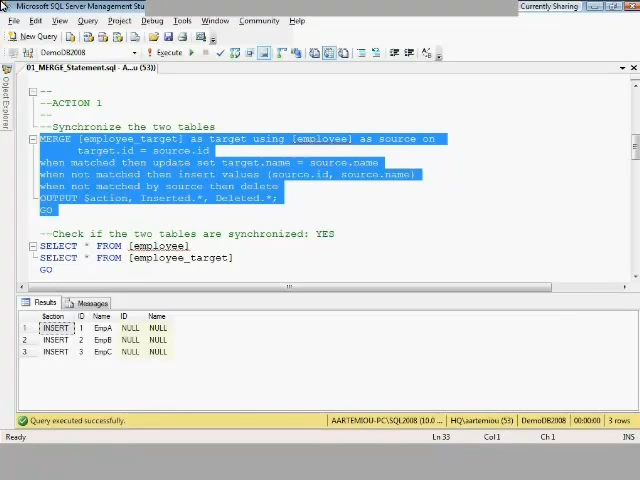 Microsoft SQL Server Management Stu
Currently Sharing
File Edit View Query Project Debug Tools Window Community Help
New Query
DemoDB2008 Execute
01_MERGE_Statement.sql - A...u (53))
Object Explorer
--
--ACTION 1
--
--Synchronize the two tables
MERGE [employee_target] as target using [employee] as source on
target.id = source.id
when matched then update set target.name = source.name
when not matched then insert values (source.id, source.name)
when not matched by source then delete
OUTPUT $action, Inserted.*, Deleted.*;
GO
--Check if the two tables are synchronized: YES
SELECT * FROM [employee]
SELECT * FROM [employee_target]
GO
Results Messages
$action ID Name ID Name
1 INSERT 1 EmpA NULL NULL
2 INSERT 2 EmpB NULL NULL
3 INSERT 3 EmpC NULL NULL
Query executed successfully. AARTEMIOU-PC\SQL2008 (10.0 ... HQ\aartemiou (53) DemoDB2008 00:00:00 3 rows
Ready Ln 33 Col 1 Ch 1 INS